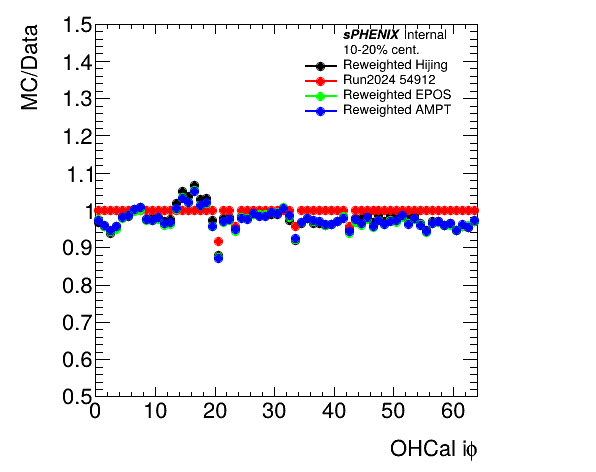 MC/Data
1.5
1.4
1.3
1.2
1.1
1
0.9
0.8
0.7
0.6
0.5
0 10 20 30 40 50 60
OHCal iϕ
sPHENIX Internal
10-20% cent.
Reweighted Hijing
Run2024 54912
Reweighted EPOS
Reweighted AMPT